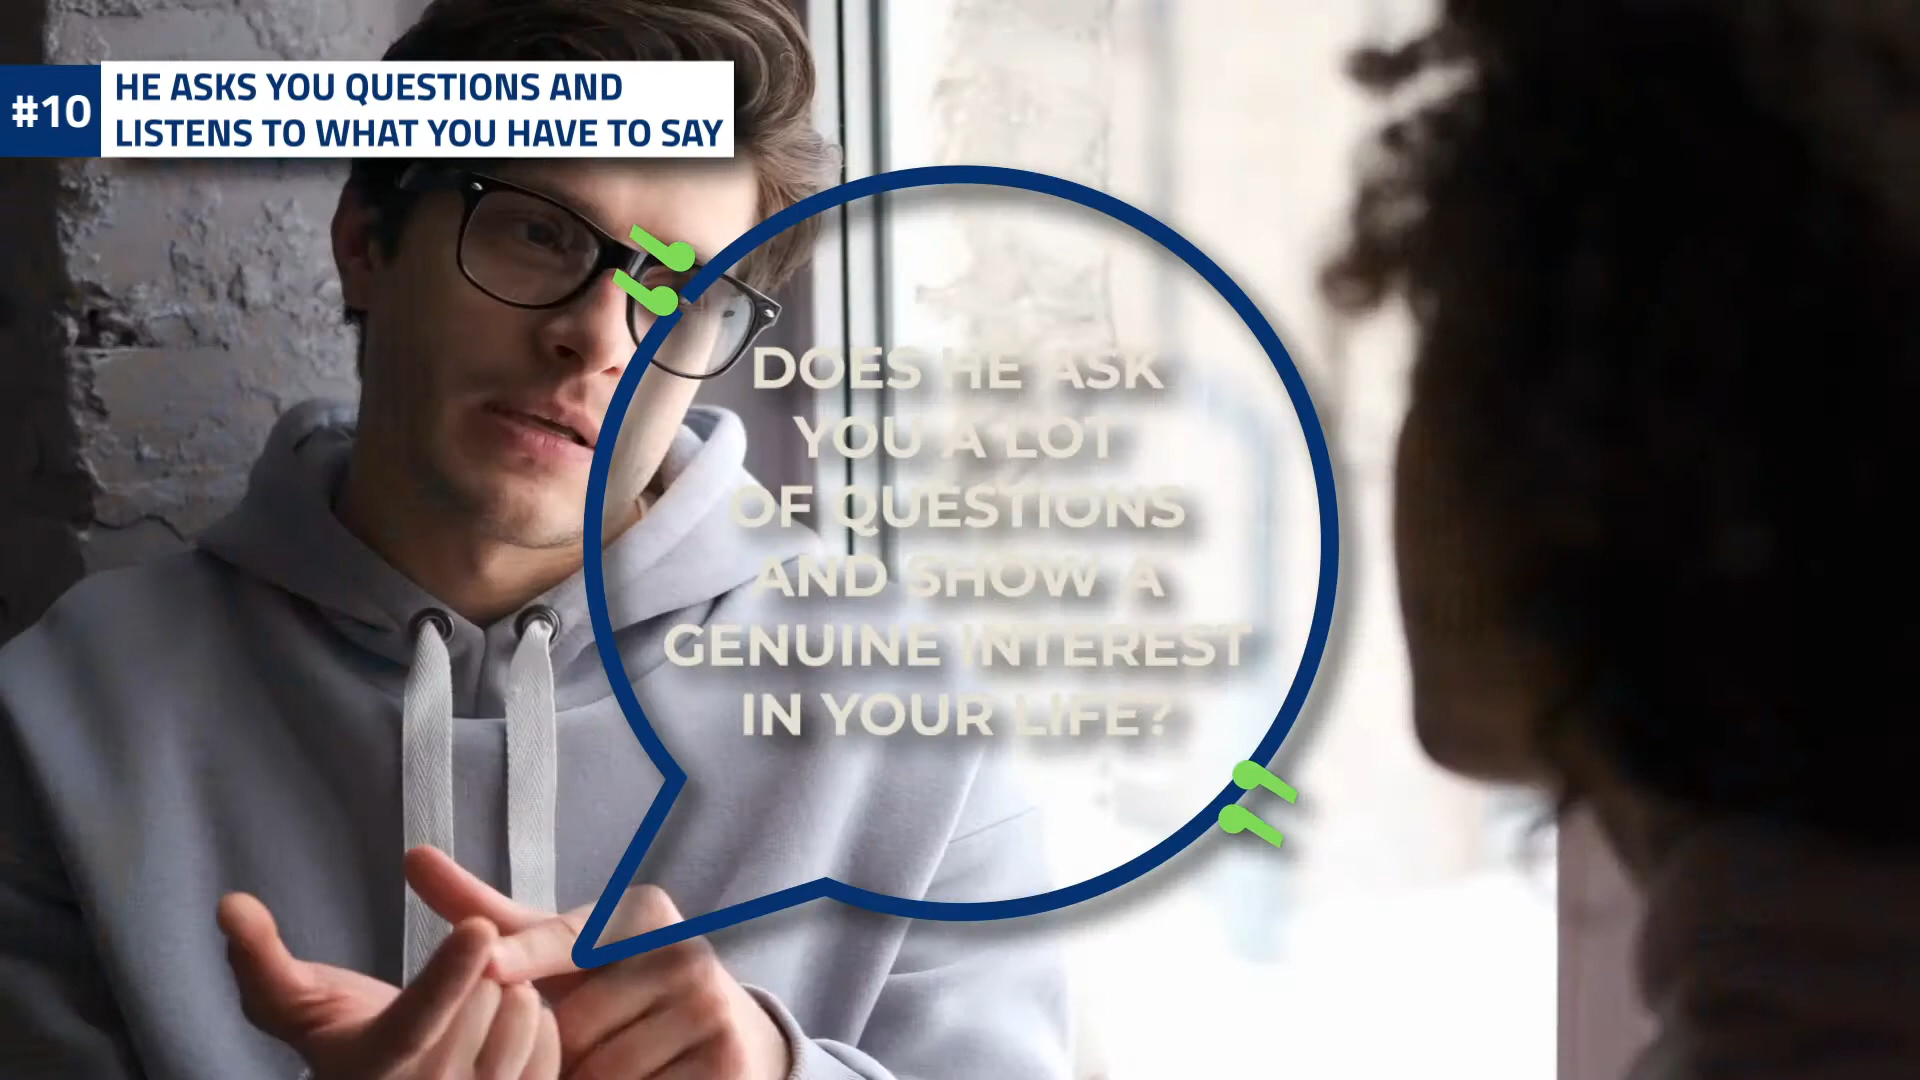 #10
HE ASKS YOU QUESTIONS AND
LISTENS TO WHAT YOU HAVE TO SAY
DOES HE ASK
YOU A LOT
OF QUESTIONS
AND SHOW A
GENUINE INTEREST
IN YOUR LIFE?